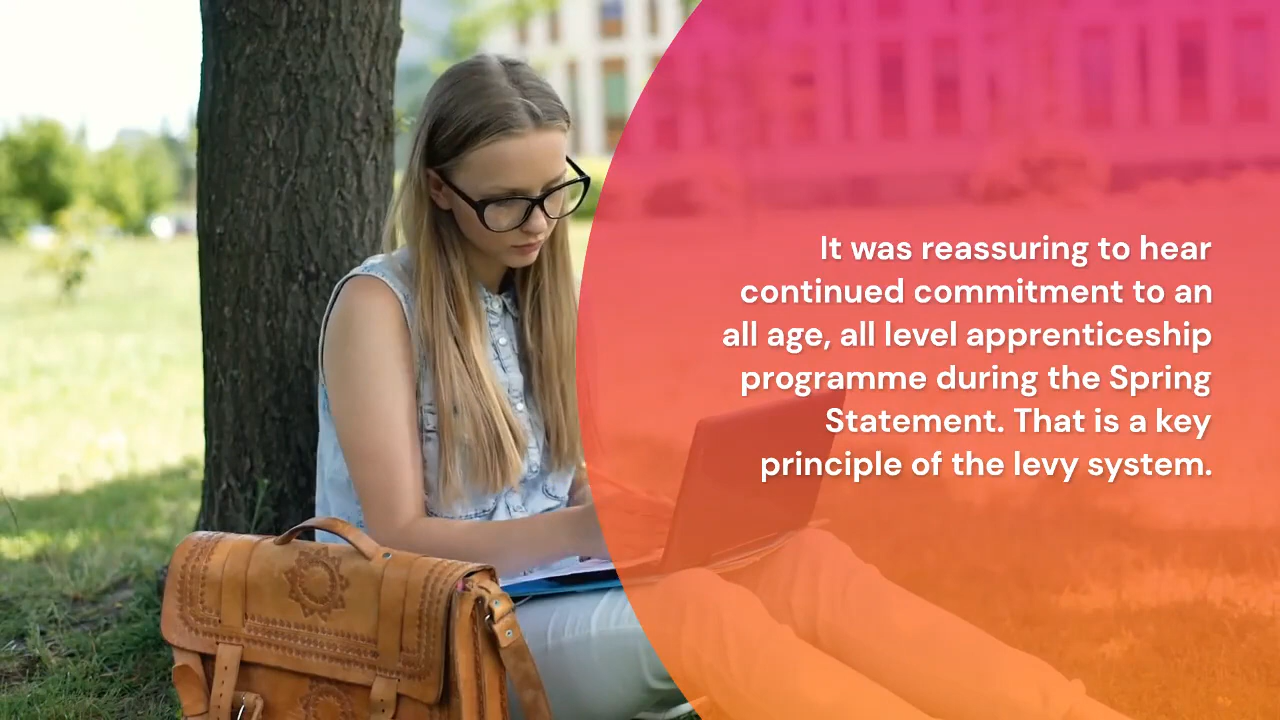 It was reassuring to hear
continued commitment to an
all age, all level apprenticeship
programme during the Spring
Statement. That is a key
principle of the levy system.